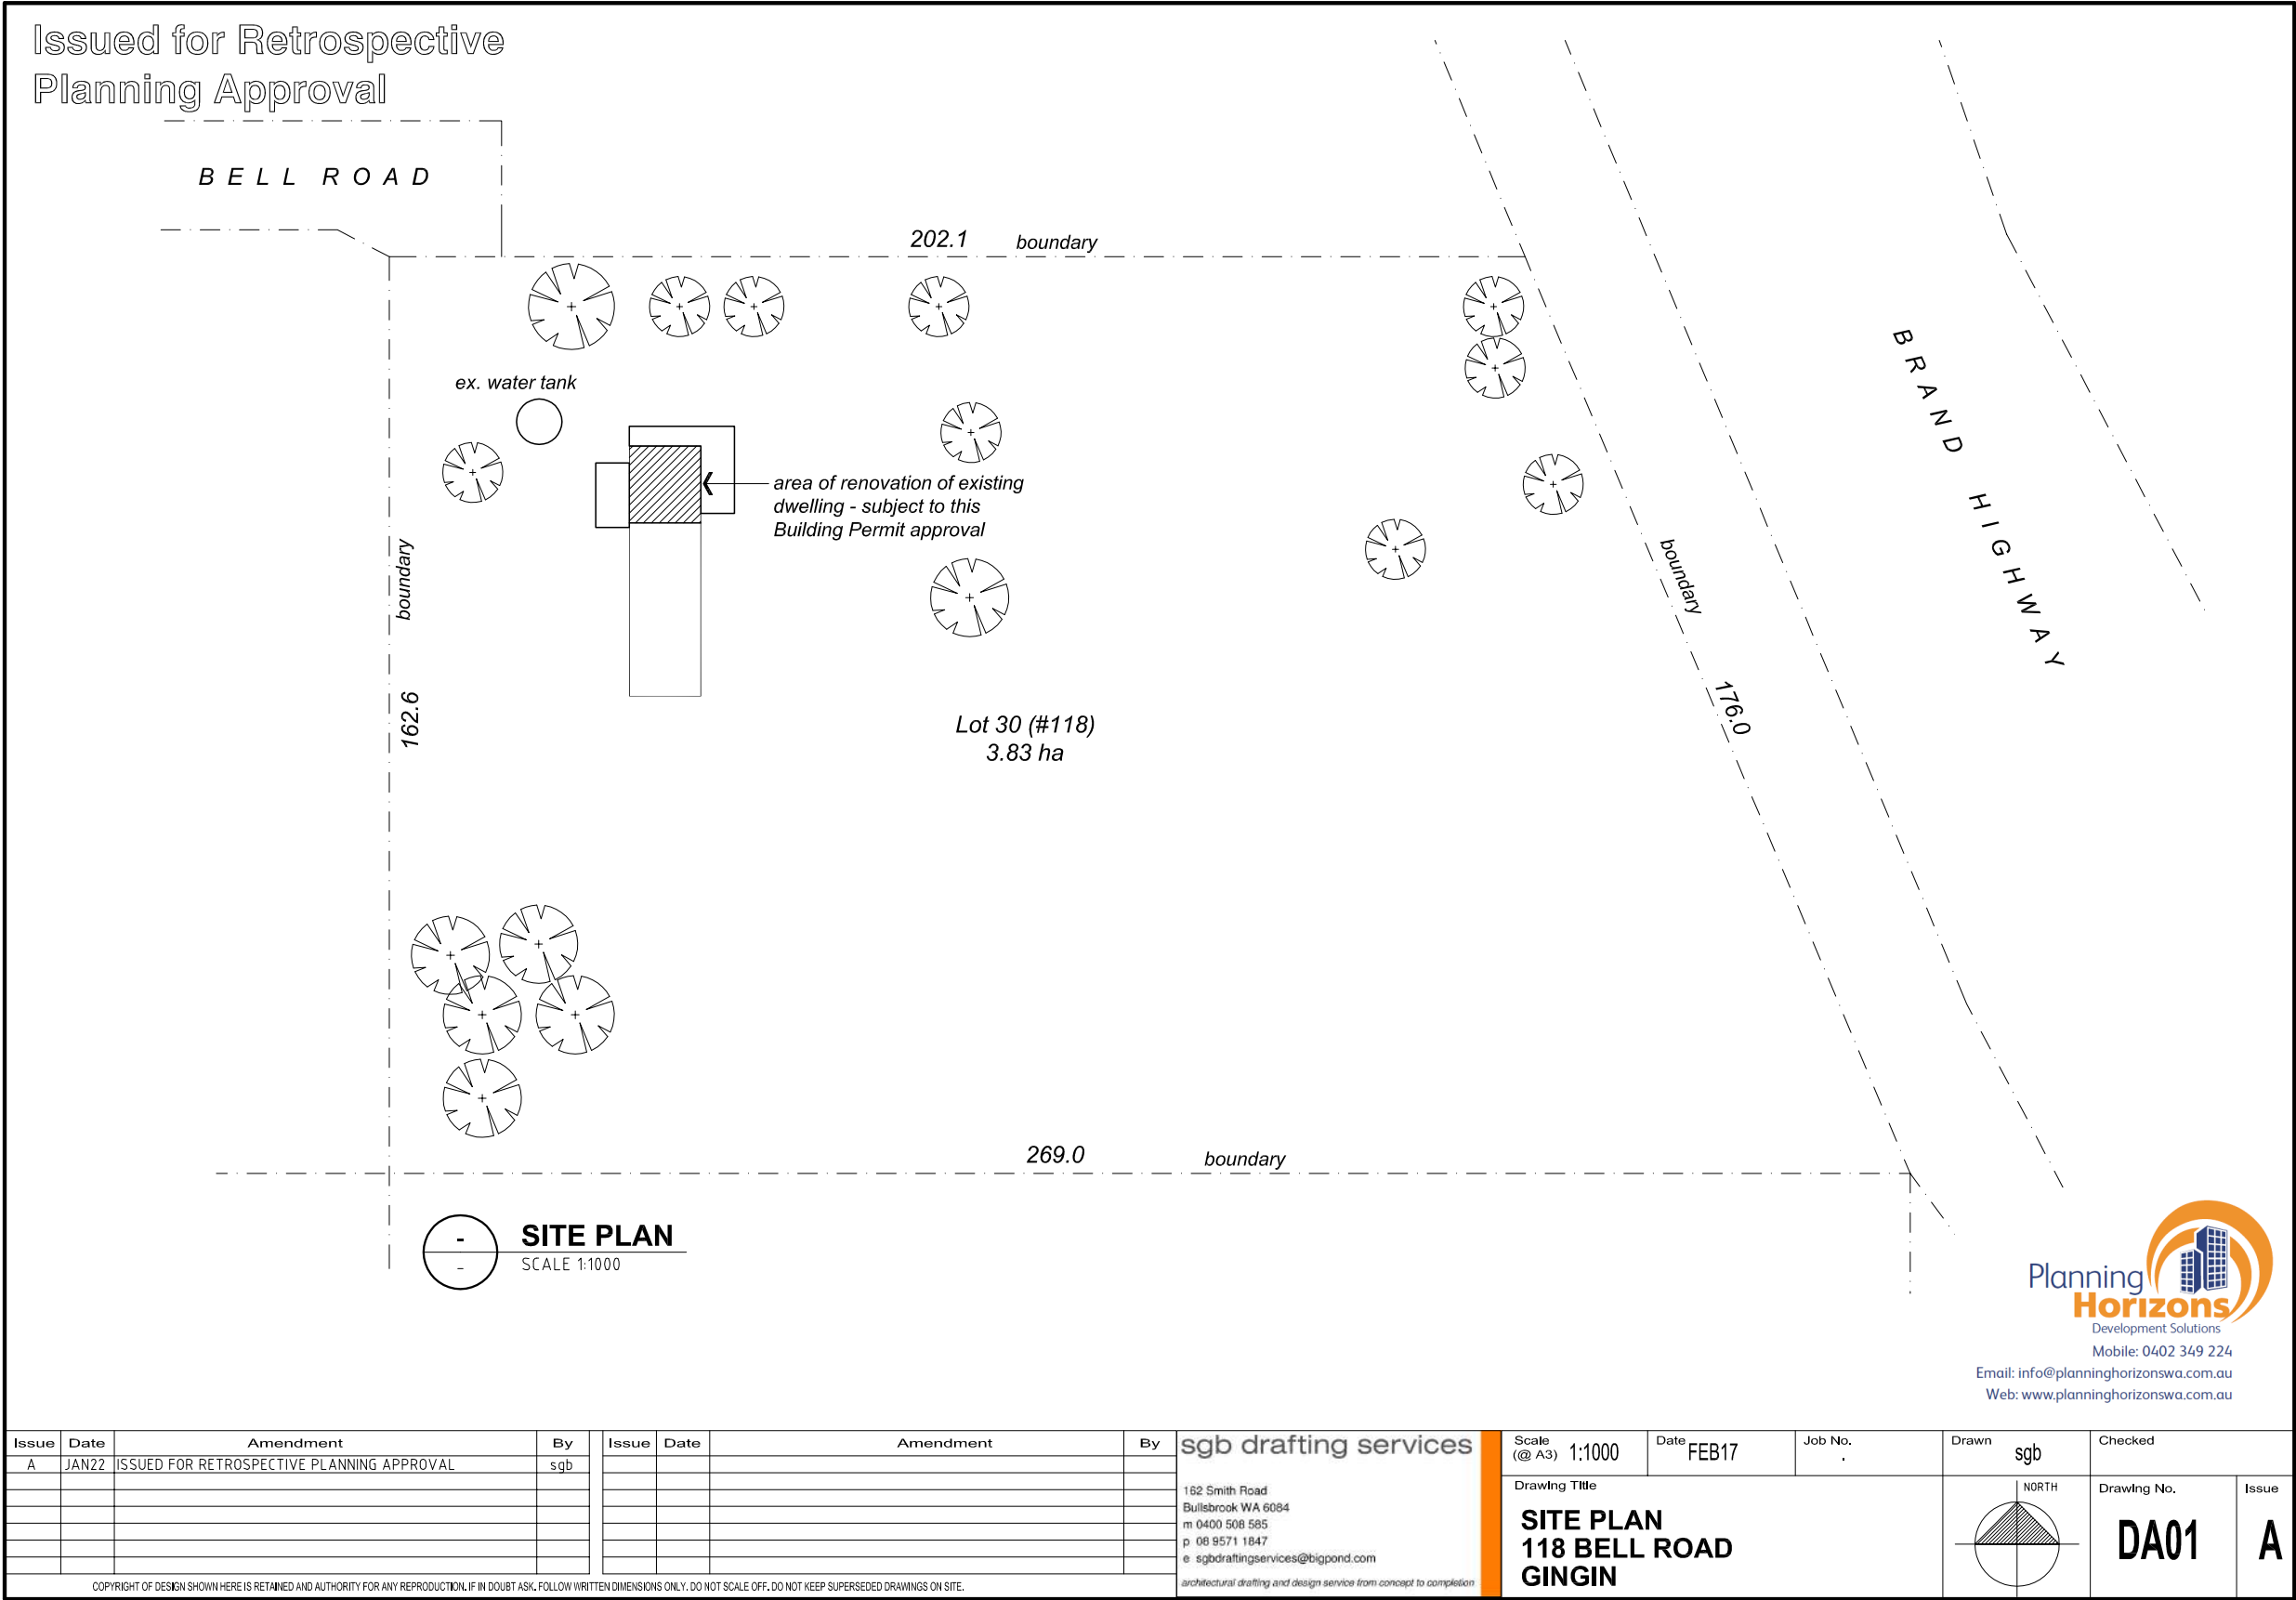 Issued for Retrospective
Planning Approval
BELL ROAD
202.1 boundary
ex. water tank
area of renovation of existing
dwelling - subject to this
Building Permit approval
boundary
162.6
Lot 30 (#118)
3.83 ha
boundary
176.0
BRAND HIGHWAY
269.0 boundary
-
-
SITE PLAN
SCALE 1:1000
Planning
Horizons
Development Solutions
Mobile: 0402 349 224
Email: info@planninghorizonswa.com.au
Web: www.planninghorizonswa.com.au
Issue Date Amendment By Issue Date Amendment By
A JAN22 ISSUED FOR RETROSPECTIVE PLANNING APPROVAL sgb
COPYRIGHT OF DESIGN SHOWN HERE IS RETAINED AND AUTHORITY FOR ANY REPRODUCTION. IF IN DOUBT ASK. FOLLOW WRITTEN DIMENSIONS ONLY. DO NOT SCALE OFF. DO NOT KEEP SUPERSEDED DRAWINGS ON SITE.
sgb drafting services
162 Smith Road
Bullsbrook WA 6084
m 0400 508 585
p 08 9571 1847
e sgbdraftingservices@bigpond.com
architectural drafting and design service from concept to completion
Scale
(@ A3) 1:1000
Date FEB17
Job No.
.
Drawn
sgb
Checked
Drawing Title
SITE PLAN
118 BELL ROAD
GINGIN
NORTH
Drawing No.
DA01
Issue
A